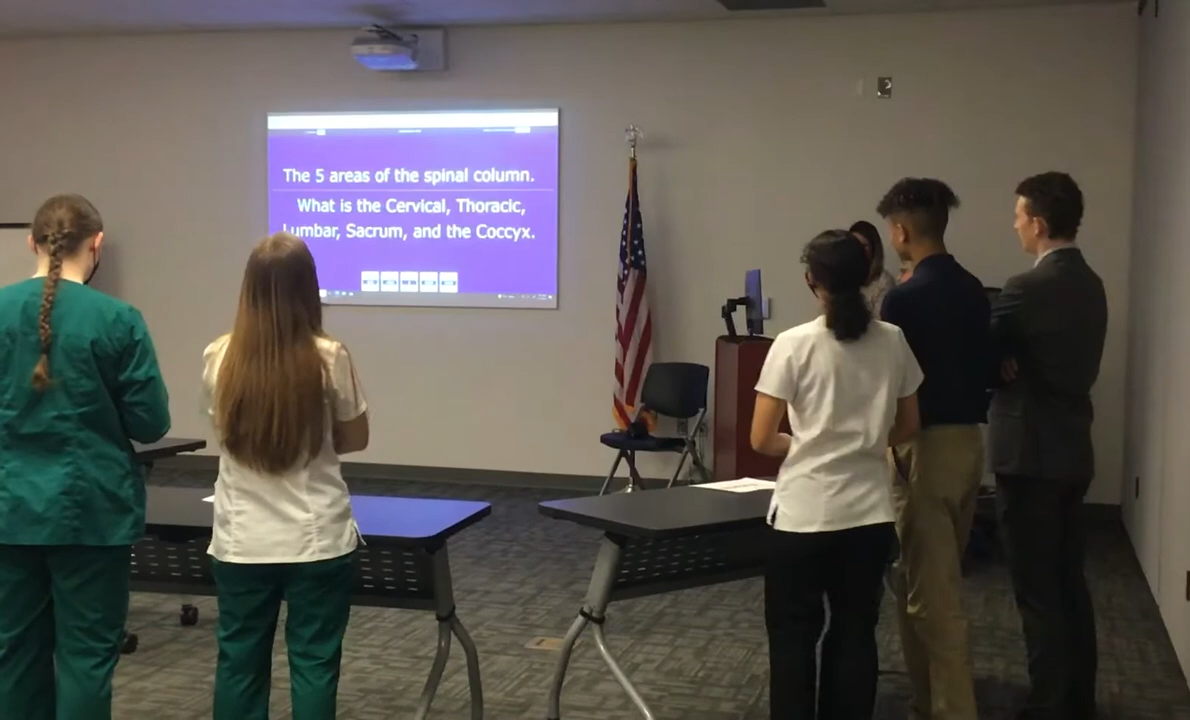 The 5 areas of the spinal column.
What is the Cervical, Thoracic,
Lumbar, Sacrum, and the Coccyx.